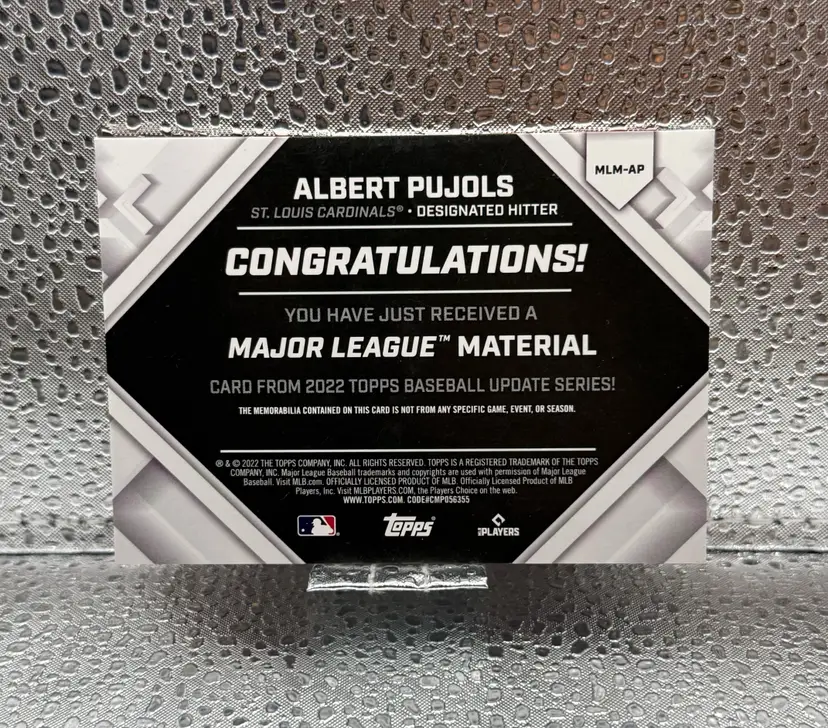 MLM-AP
ALBERT PUJOLS
ST. LOUIS CARDINALS® • DESIGNATED HITTER
CONGRATULATIONS!
YOU HAVE JUST RECEIVED A
MAJOR LEAGUE™ MATERIAL
CARD FROM 2022 TOPPS BASEBALL UPDATE SERIES!
THE MEMORABILIA CONTAINED ON THIS CARD IS NOT FROM ANY SPECIFIC GAME, EVENT, OR SEASON.
® & © 2022 THE TOPPS COMPANY, INC. ALL RIGHTS RESERVED. TOPPS IS A REGISTERED TRADEMARK OF THE TOPPS
COMPANY, INC. Major League Baseball trademarks and copyrights are used with permission of Major League
Baseball. Visit MLB.com. OFFICIALLY LICENSED PRODUCT OF MLB. Officially Licensed Product of MLB
Players, Inc. Visit MLBPLAYERS.COM, the Players Choice on the web.
WWW.TOPPS.COM. CODE#CMP056355
topps®
MLB PLAYERS